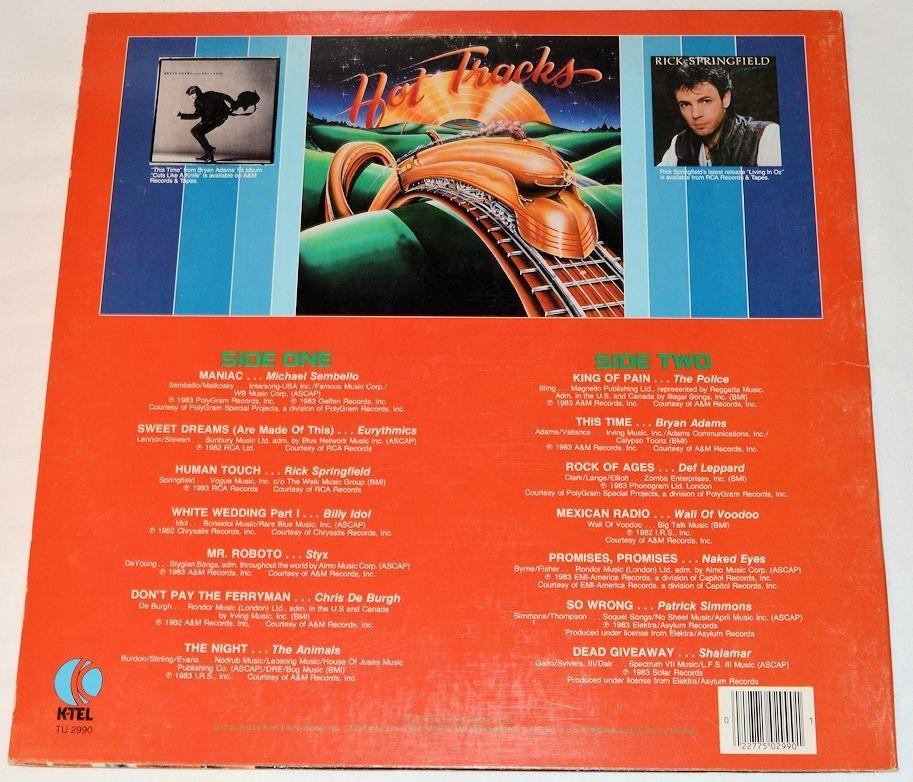 Hot Tracks
BRYAN ADAMS cuts like a knife
"This Time" from Bryan Adams' hit album
"Cuts Like A Knife" is available on A&M
Records & Tapes.
RICK SPRINGFIELD
Rick Springfield's latest release "Living In Oz"
is available from RCA Records & Tapes.
SIDE ONE
MANIAC . . . Michael Sembello
Sembello/Matkosky . . . Intersong-USA Inc./Famous Music Corp./
WB Music Corp. (ASCAP)
℗ 1983 PolyGram Records, Inc. ℗ 1983 Geffen Records, Inc.
Courtesy of PolyGram Special Projects, a division of PolyGram Records, Inc.
SWEET DREAMS (Are Made Of This) . . . Eurythmics
Lennox/Stewart . . . Sunbury Music Ltd. adm. by Blue Network Music Inc. (ASCAP)
℗ 1982 RCA Ltd. Courtesy of RCA Records
HUMAN TOUCH . . . Rick Springfield
Springfield . . . Vogue Music, Inc. c/o The Welk Music Group (BMI)
℗ 1983 RCA Records Courtesy of RCA Records
WHITE WEDDING Part I . . . Billy Idol
Idol . . . Boneidol Music/Rare Blue Music, Inc. (ASCAP)
℗ 1982 Chrysalis Records, Inc. Courtesy of Chrysalis Records, Inc.
MR. ROBOTO . . . Styx
DeYoung . . . Stygian Songs, adm. throughout the world by Almo Music Corp. (ASCAP)
℗ 1983 A&M Records, Inc. Courtesy of A&M Records, Inc.
DON'T PAY THE FERRYMAN . . . Chris De Burgh
De Burgh . . . Rondor Music (London) Ltd., adm. in the U.S and Canada
by Irving Music, Inc. (BMI)
℗ 1982 A&M Records, Inc. Courtesy of A&M Records, Inc.
THE NIGHT . . . The Animals
Burdon/Stirling/Evans . . . Nodrub Music/Leosong Music/House Of Juses Music
Publishing Co. (ASCAP)/DRE/Bug Music (BMI)
℗ 1983 I.R.S., Inc. Courtesy of A&M Records, Inc.
SIDE TWO
KING OF PAIN . . . The Police
Sting . . . Magnetic Publishing Ltd., represented by Reggatta Music.
Adm. in the U.S. and Canada by Illegal Songs, Inc. (BMI)
℗ 1983 A&M Records, Inc. Courtesy of A&M Records, Inc.
THIS TIME . . . Bryan Adams
Adams/Vallance . . . Irving Music, Inc./Adams Communications, Inc./
Calypso Toonz (BMI)
℗ 1983 A&M Records, Inc. Courtesy of A&M Records, Inc.
ROCK OF AGES . . . Def Leppard
Clark/Lange/Elliott . . . Zomba Enterprises, Inc. (BMI)
℗ 1983 Phonogram Ltd. London
Courtesy of PolyGram Special Projects, a division of PolyGram Records, Inc.
MEXICAN RADIO . . . Wall Of Voodoo
Wall Of Voodoo . . . Big Talk Music (BMI)
℗ 1982 I.R.S., Inc.
Courtesy of A&M Records, Inc.
PROMISES, PROMISES . . . Naked Eyes
Byrne/Fisher . . . Rondor Music (London) Ltd. adm. by Almo Music Corp. (ASCAP)
℗ 1983 EMI-America Records, a division of Capitol Records, Inc.
Courtesy of EMI-America Records, a division of Capitol Records, Inc.
SO WRONG . . . Patrick Simmons
Simmons/Thompson . . . Soquel Songs/No Sheet Music/April Music Inc. (ASCAP)
℗ 1983 Elektra/Asylum Records
Produced under license from Elektra/Asylum Records
DEAD GIVEAWAY . . . Shalamar
Gallo/Sylvers, III/Dair . . . Spectrum VII Music/L.F.S. III Music (ASCAP)
℗ 1983 Solar Records
Produced under license from Elektra/Asylum Records
K-TEL
TU 2990
0 22775 02990 1